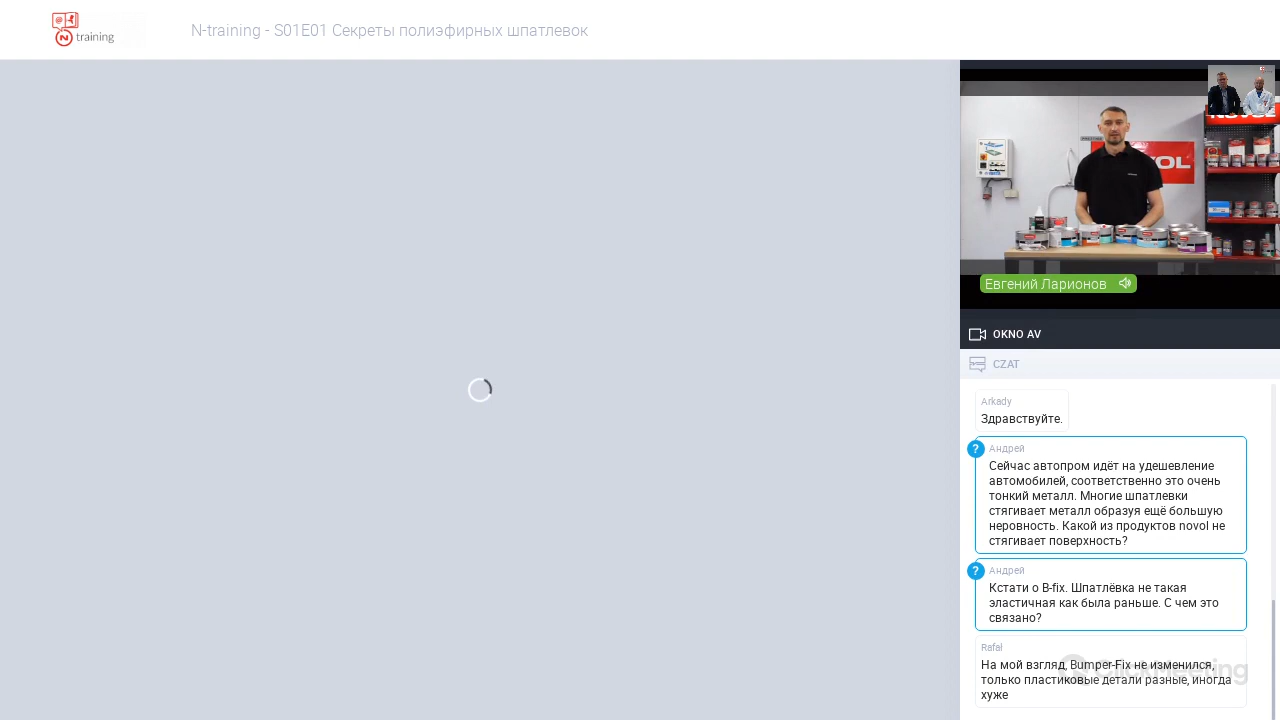 N training
N-training - S01E01 Секреты полиэфирных шпатлевок
NOVOL
VOL
Евгений Ларионов
OKNO AV
CZAT
Arkady
Здравствуйте.
?
Андрей
Сейчас автопром идёт на удешевление
автомобилей, соответственно это очень
тонкий металл. Многие шпатлевки
стягивает металл образуя ещё большую
неровность. Какой из продуктов novol не
стягивает поверхность?
?
Андрей
Кстати о B-fix. Шпатлёвка не такая
эластичная как была раньше. С чем это
связано?
Rafał
На мой взгляд, Bumper-Fix не изменился,
только пластиковые детали разные, иногда
хуже
ClickMeeting